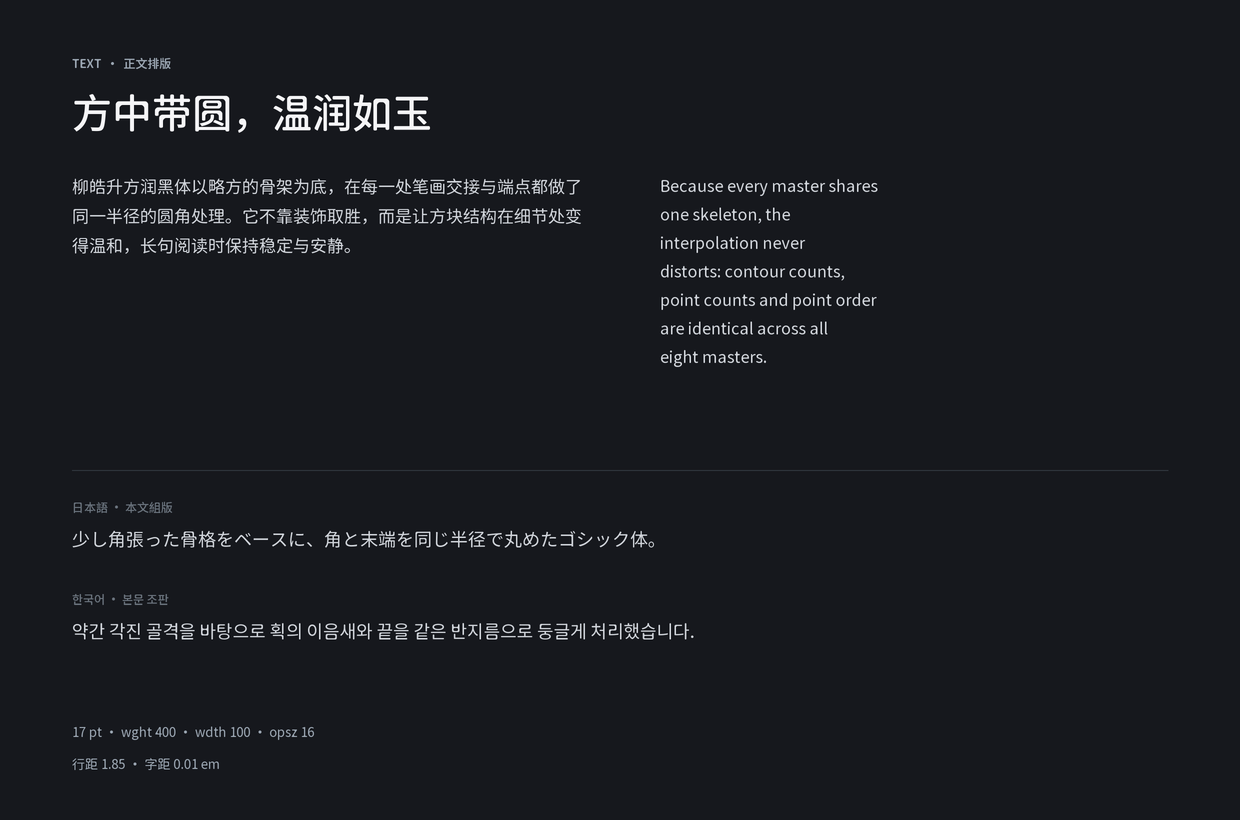 TEXT • 正文排版
方中带圆，温润如玉
柳皓升方润黑体以略方的骨架为底，在每一处笔画交接与端点都做了
同一半径的圆角处理。它不靠装饰取胜，而是让方块结构在细节处变
得温和，长句阅读时保持稳定与安静。
Because every master shares
one skeleton, the
interpolation never
distorts: contour counts,
point counts and point order
are identical across all
eight masters.
日本語 • 本文組版
少し角張った骨格をベースに、角と末端を同じ半径で丸めたゴシック体。
한국어 • 본문 조판
약간 각진 골격을 바탕으로 획의 이음새와 끝을 같은 반지름으로 둥글게 처리했습니다.
17 pt • wght 400 • wdth 100 • opsz 16
行距 1.85 • 字距 0.01 em